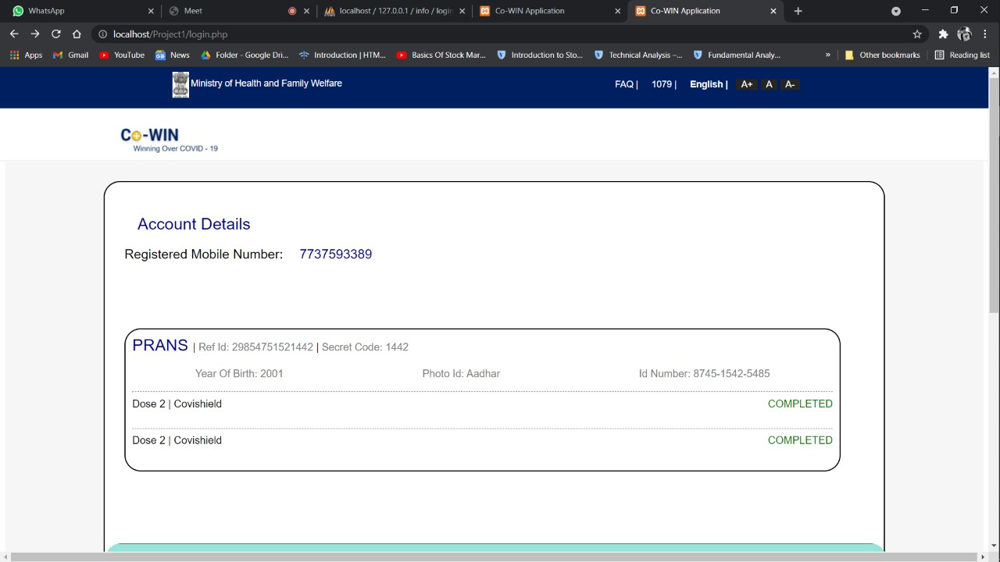 WhatsApp
Meet
localhost / 127.0.0.1 / info / login
Co-WIN Application
Co-WIN Application
localhost/Project1/login.php
Apps Gmail YouTube News Folder - Google Dri... Introduction | HTM... Basics Of Stock Mar... Introduction to Sto... Technical Analysis –... Fundamental Analy... » Other bookmarks Reading list
Ministry of Health and Family Welfare
FAQ | 1079 | English | A+ A A-
Co-WIN
Winning Over COVID - 19
Account Details
Registered Mobile Number: 7737593389
PRANS | Ref Id: 29854751521442 | Secret Code: 1442
Year Of Birth: 2001 Photo Id: Aadhar Id Number: 8745-1542-5485
Dose 2 | Covishield COMPLETED
Dose 2 | Covishield COMPLETED